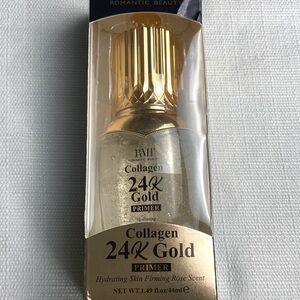 ROMANTIC BEAUTY
Collagen
24K
Gold
PRIMER
Collagen
24K Gold
PRIMER
Hydrating Skin Firming Rose Scent
NET WT.1.49 fl.oz/44ml e